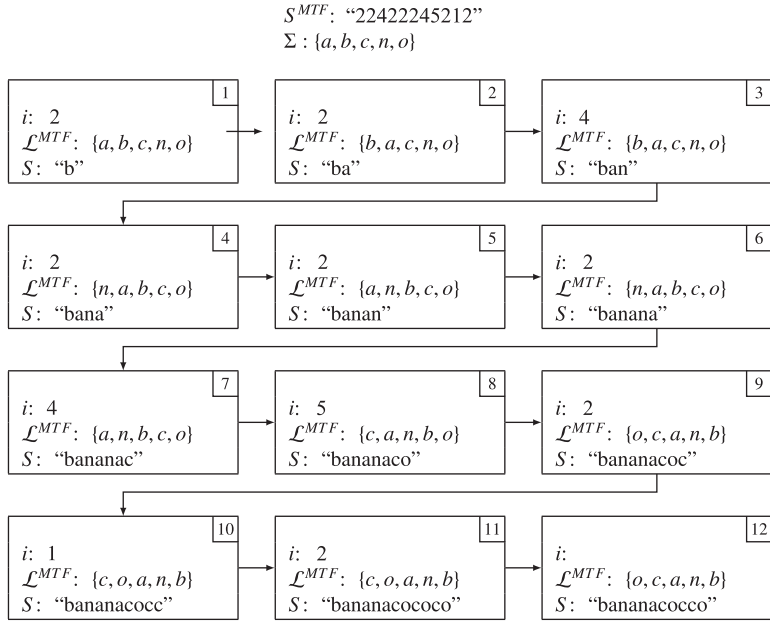 S^MTF: “22422245212”
Σ : {a, b, c, n, o}
1
i: 2
ℒ^MTF: {a, b, c, n, o}
S: “b”
2
i: 2
ℒ^MTF: {b, a, c, n, o}
S: “ba”
3
i: 4
ℒ^MTF: {b, a, c, n, o}
S: “ban”
4
i: 2
ℒ^MTF: {n, a, b, c, o}
S: “bana”
5
i: 2
ℒ^MTF: {a, n, b, c, o}
S: “banan”
6
i: 2
ℒ^MTF: {n, a, b, c, o}
S: “banana”
7
i: 4
ℒ^MTF: {a, n, b, c, o}
S: “bananac”
8
i: 5
ℒ^MTF: {c, a, n, b, o}
S: “bananaco”
9
i: 2
ℒ^MTF: {o, c, a, n, b}
S: “bananacoc”
10
i: 1
ℒ^MTF: {c, o, a, n, b}
S: “bananacocc”
11
i: 2
ℒ^MTF: {c, o, a, n, b}
S: “bananacococo”
12
i:
ℒ^MTF: {o, c, a, n, b}
S: “bananacocco”